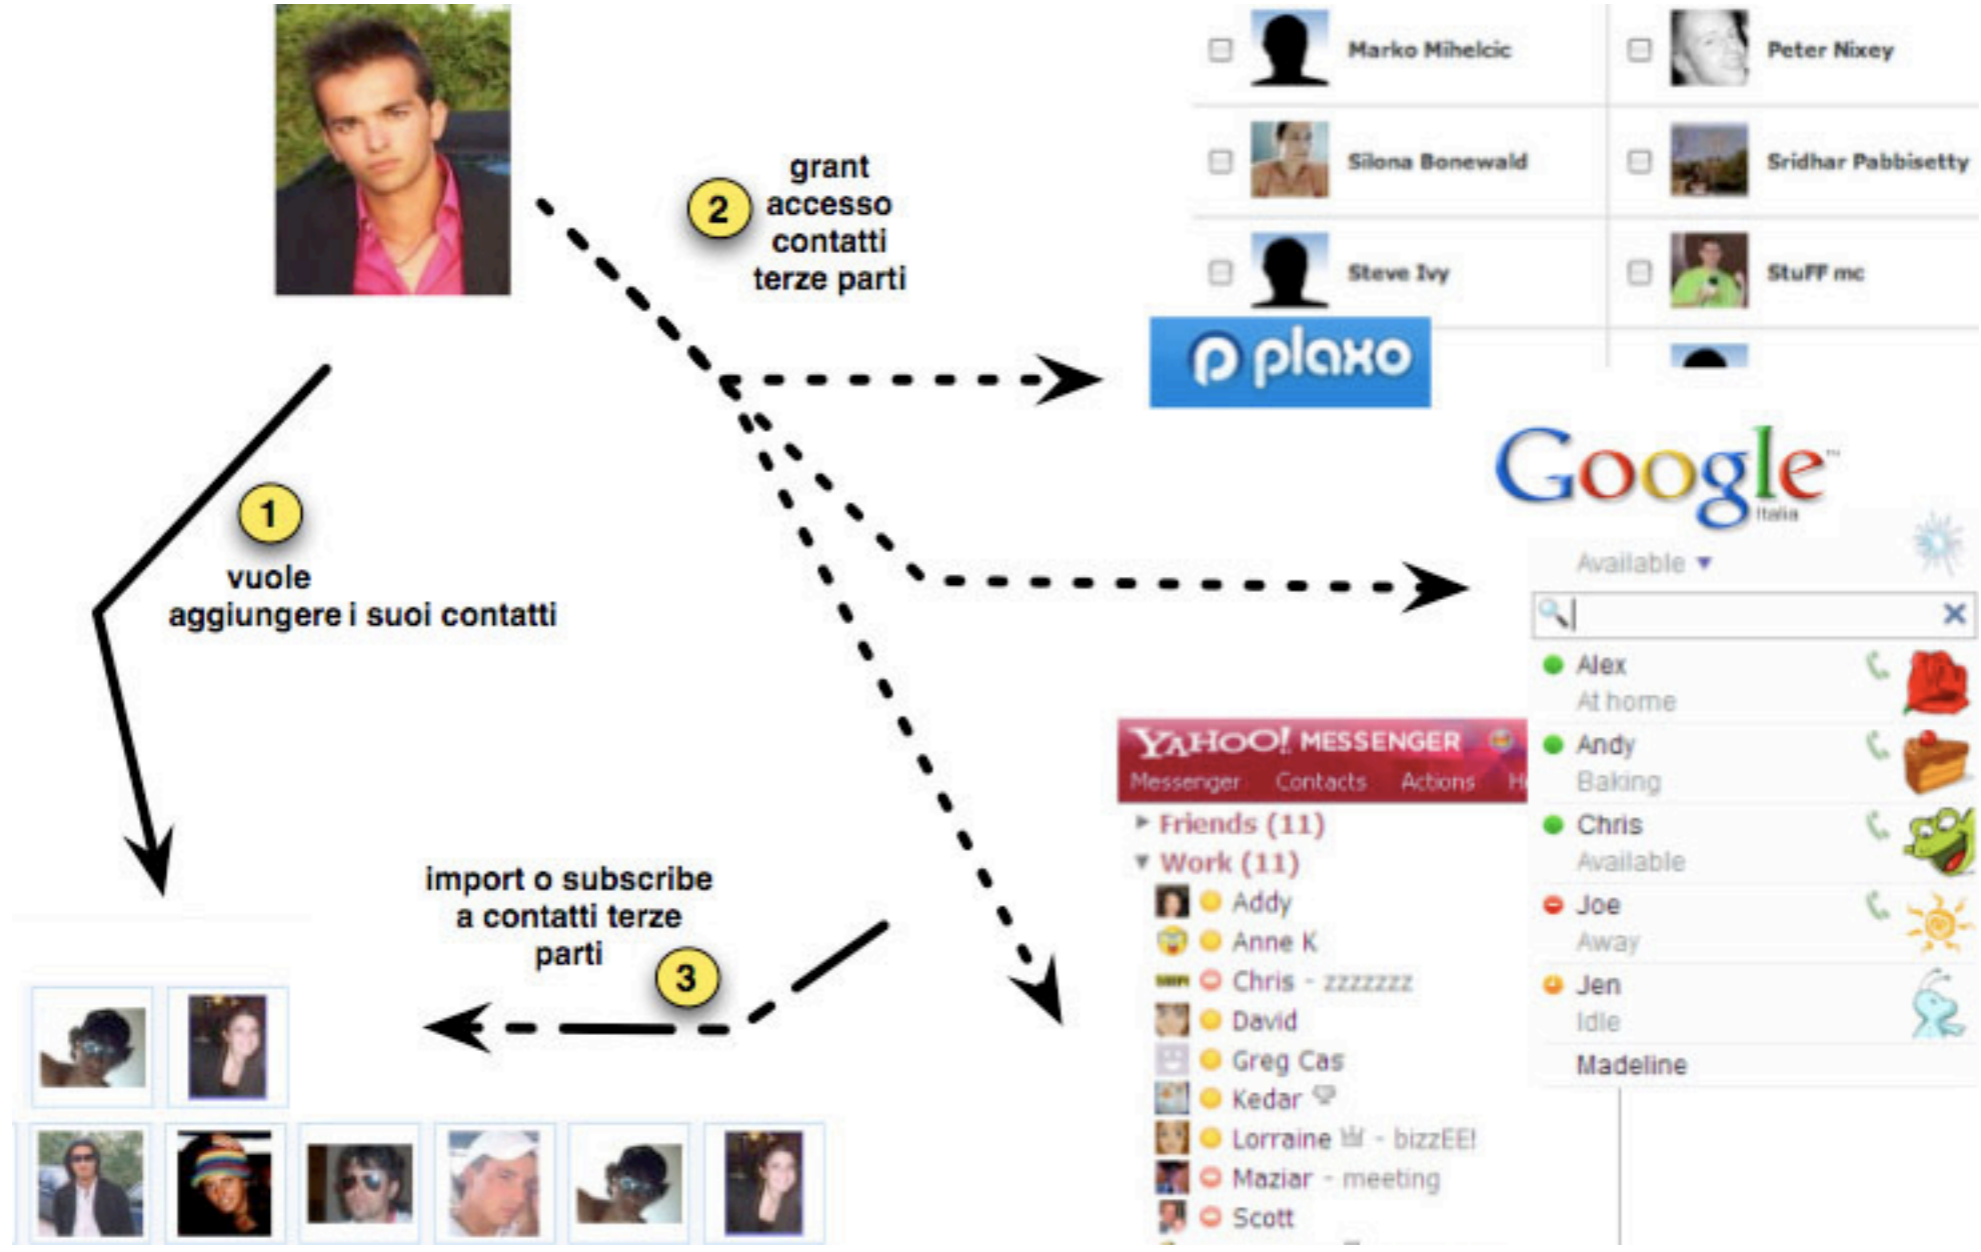 Marko Mihelcic
Peter Nixey
Silona Bonewald
Sridhar Pabbisetty
Steve Ivy
StuFF mc
plaxo
2
grant
accesso
contatti
terze parti
1
vuole
aggiungere i suoi contatti
Google™
Italia
Available
Alex
At home
Andy
Baking
Chris
Available
Joe
Away
Jen
Idle
Madeline
YAHOO! MESSENGER
Messenger Contacts Actions
Friends (11)
Work (11)
Addy
Anne K
Chris - zzzzzzz
David
Greg Cas
Kedar
Lorraine - bizzEE!
Maziar - meeting
Scott
import o subscribe
a contatti terze
parti
3